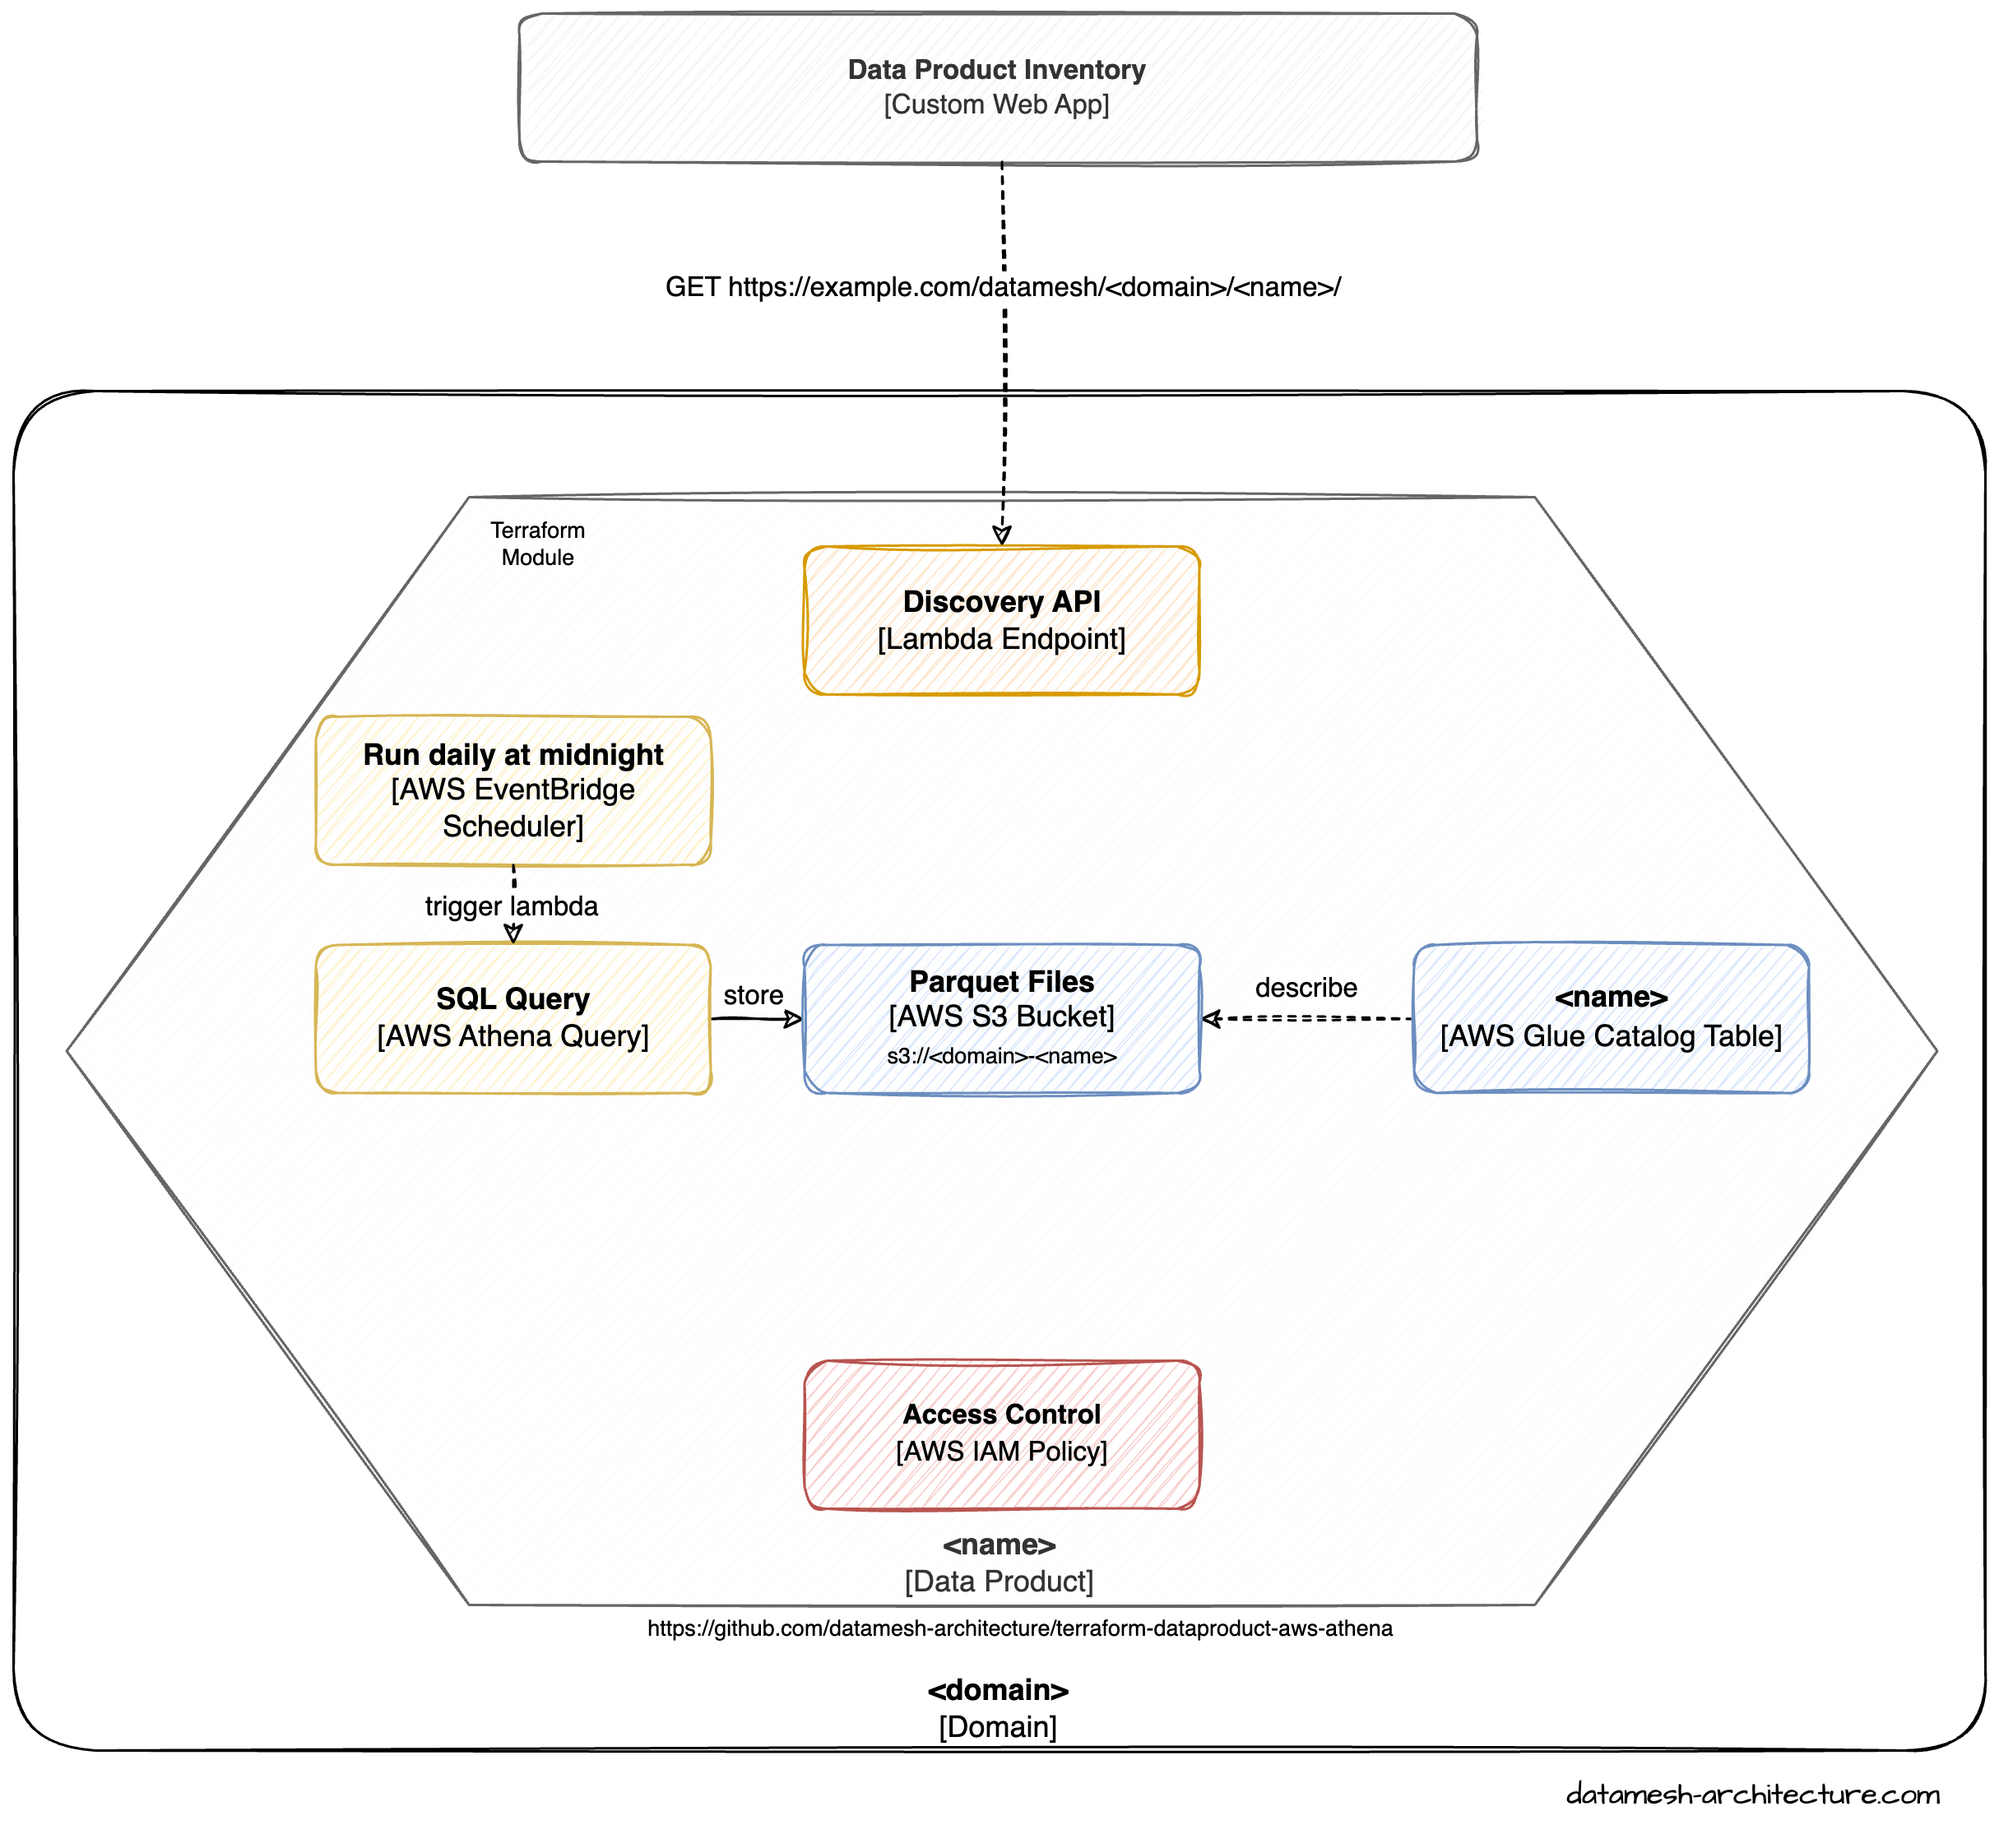 Data Product Inventory
[Custom Web App]
GET https://example.com/datamesh/<domain>/<name>/
Terraform
Module
Discovery API
[Lambda Endpoint]
Run daily at midnight
[AWS EventBridge
Scheduler]
trigger lambda
SQL Query
[AWS Athena Query]
store
Parquet Files
[AWS S3 Bucket]
s3://<domain>-<name>
describe
<name>
[AWS Glue Catalog Table]
Access Control
[AWS IAM Policy]
<name>
[Data Product]
https://github.com/datamesh-architecture/terraform-dataproduct-aws-athena
<domain>
[Domain]
datamesh-architecture.com